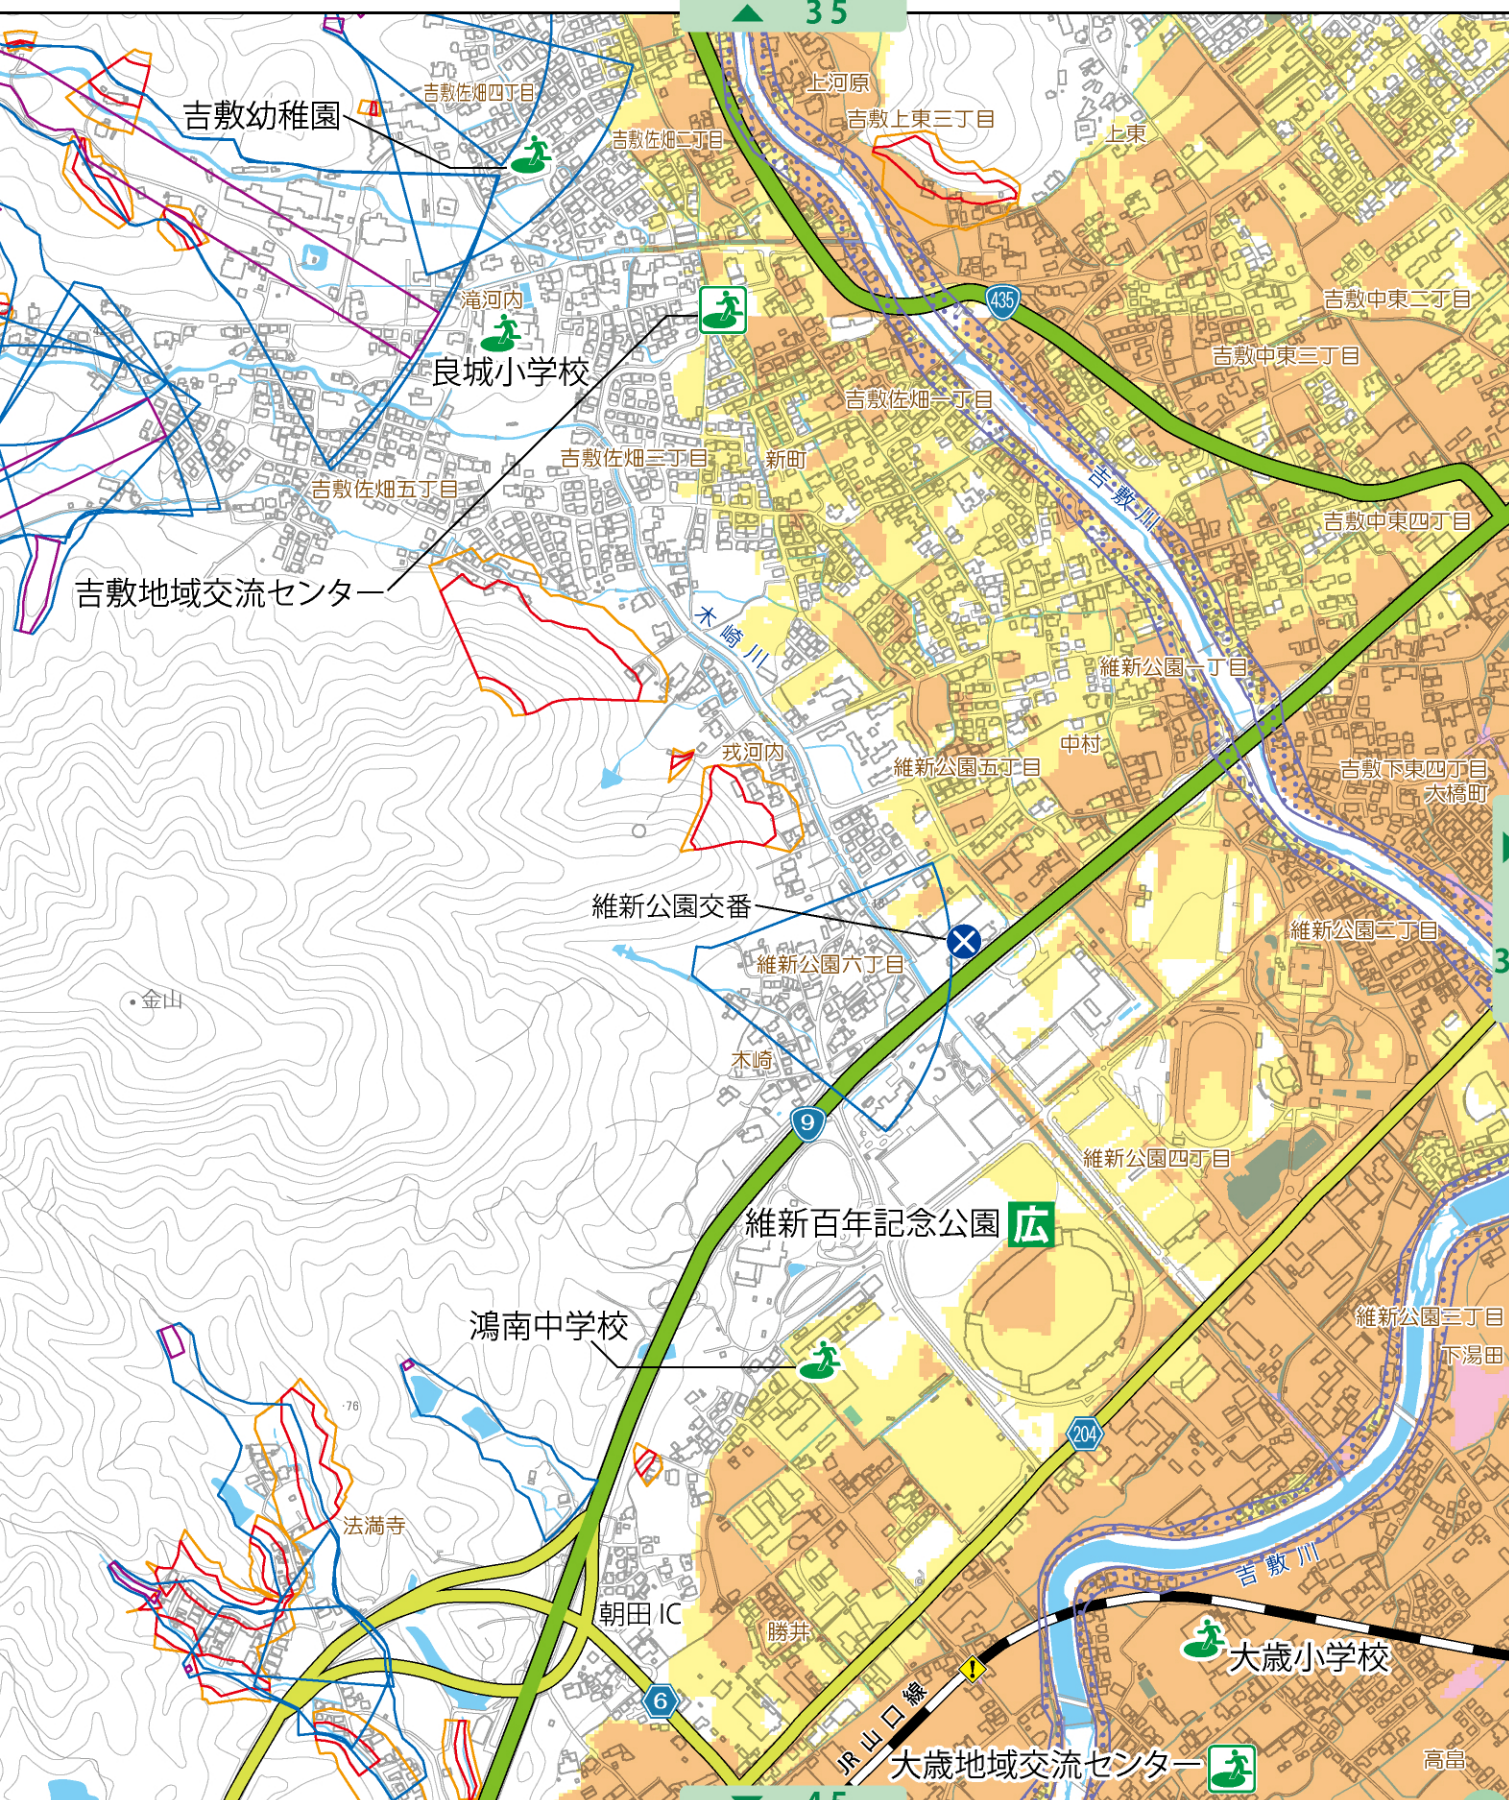 35
上河原
吉敷佐畑四丁目
吉敷幼稚園
吉敷上東三丁目
上東
吉敷佐畑二丁目
滝河内
435
吉敷中東二丁目
吉敷中東三丁目
良城小学校
吉敷佐畑一丁目
吉敷佐畑三丁目
新町
吉敷佐畑五丁目
吉敷川
吉敷中東四丁目
吉敷地域交流センター
木崎川
維新公園一丁目
中村
戎河内
維新公園五丁目
吉敷下東四丁目
大橋町
維新公園交番
維新公園二丁目
3
維新公園六丁目
金山
木崎
9
維新公園四丁目
維新百年記念公園
広
鴻南中学校
維新公園三丁目
下湯田
76
204
法満寺
吉敷川
朝田IC
勝井
大歳小学校
6
JR山口線
大歳地域交流センター
高畠
45